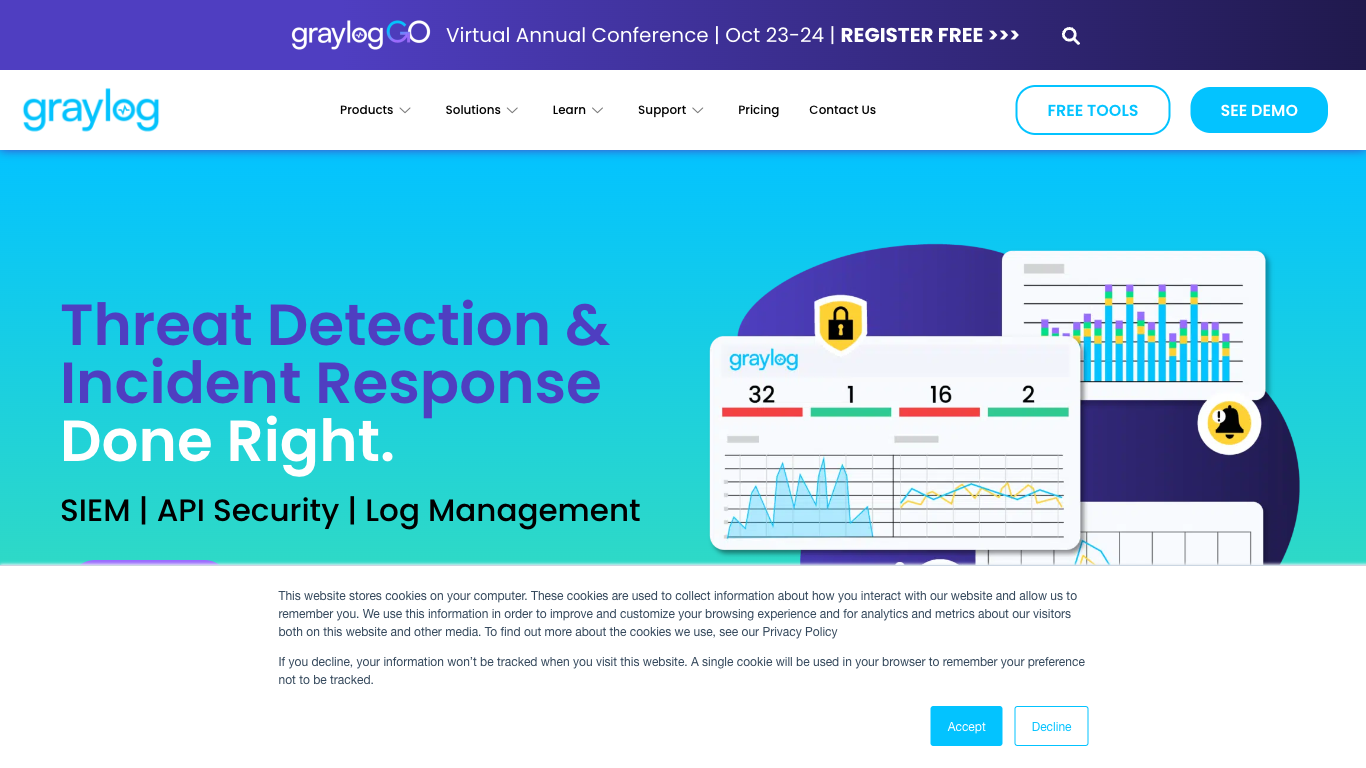 graylogGO Virtual Annual Conference | Oct 23-24 | REGISTER FREE >>>
graylog Products Solutions Learn Support Pricing Contact Us FREE TOOLS SEE DEMO
Threat Detection &
Incident Response
Done Right.
SIEM | API Security | Log Management
graylog
32 1 16 2
This website stores cookies on your computer. These cookies are used to collect information about how you interact with our website and allow us to
remember you. We use this information in order to improve and customize your browsing experience and for analytics and metrics about our visitors
both on this website and other media. To find out more about the cookies we use, see our Privacy Policy
If you decline, your information won’t be tracked when you visit this website. A single cookie will be used in your browser to remember your preference
not to be tracked.
Accept Decline